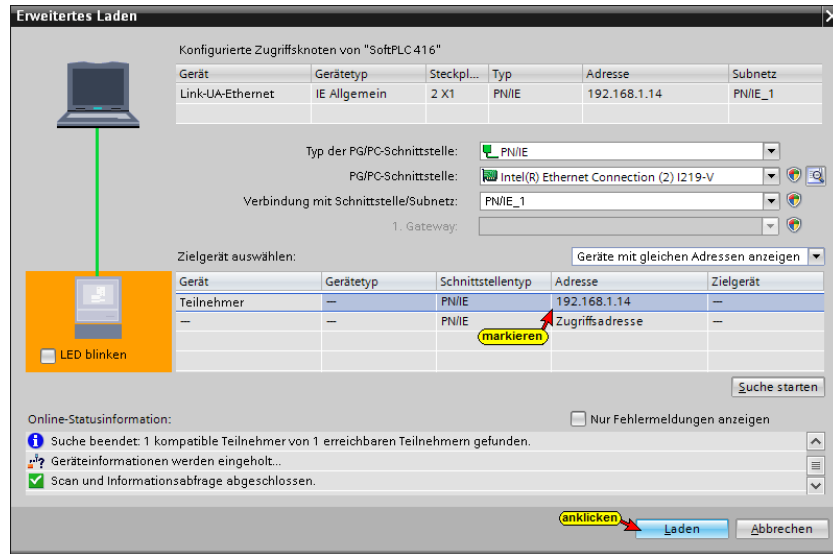 Erweitertes Laden
Konfigurierte Zugriffsknoten von "SoftPLC 416"
Gerät Gerätetyp Steckpl... Typ Adresse Subnetz
Link-UA-Ethernet IE Allgemein 2 X1 PN/IE 192.168.1.14 PN/IE_1
Typ der PG/PC-Schnittstelle: PN/IE
PG/PC-Schnittstelle: Intel(R) Ethernet Connection (2) I219-V
Verbindung mit Schnittstelle/Subnetz: PN/IE_1
1. Gateway:
Zielgerät auswählen: Geräte mit gleichen Adressen anzeigen
Gerät Gerätetyp Schnittstellentyp Adresse Zielgerät
Teilnehmer — PN/IE 192.168.1.14 —
— — PN/IE Zugriffsadresse —
markieren
LED blinken
Suche starten
Online-Statusinformation: Nur Fehlermeldungen anzeigen
Suche beendet: 1 kompatible Teilnehmer von 1 erreichbaren Teilnehmern gefunden.
Geräteinformationen werden eingeholt...
Scan und Informationsabfrage abgeschlossen.
anklicken
Laden Abbrechen